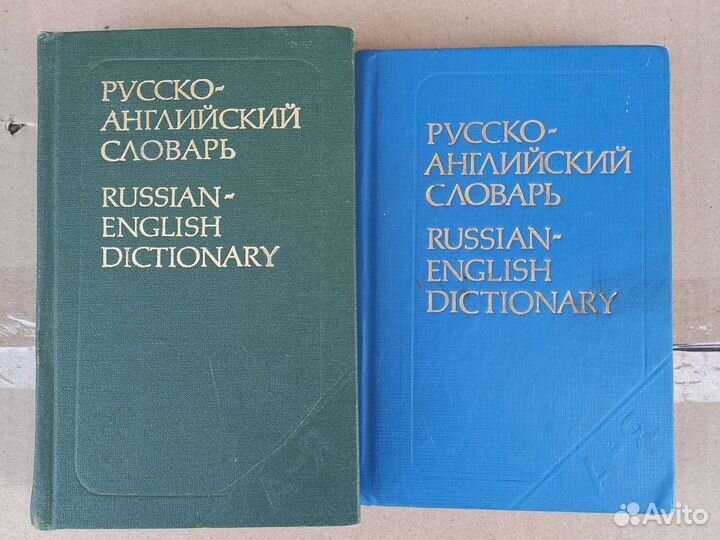 РУССКО-
АНГЛИЙСКИЙ
СЛОВАРЬ
RUSSIAN-
ENGLISH
DICTIONARY
А-Я
РУССКО-
АНГЛИЙСКИЙ
СЛОВАРЬ
RUSSIAN-
ENGLISH
DICTIONARY
А-Я
Avito